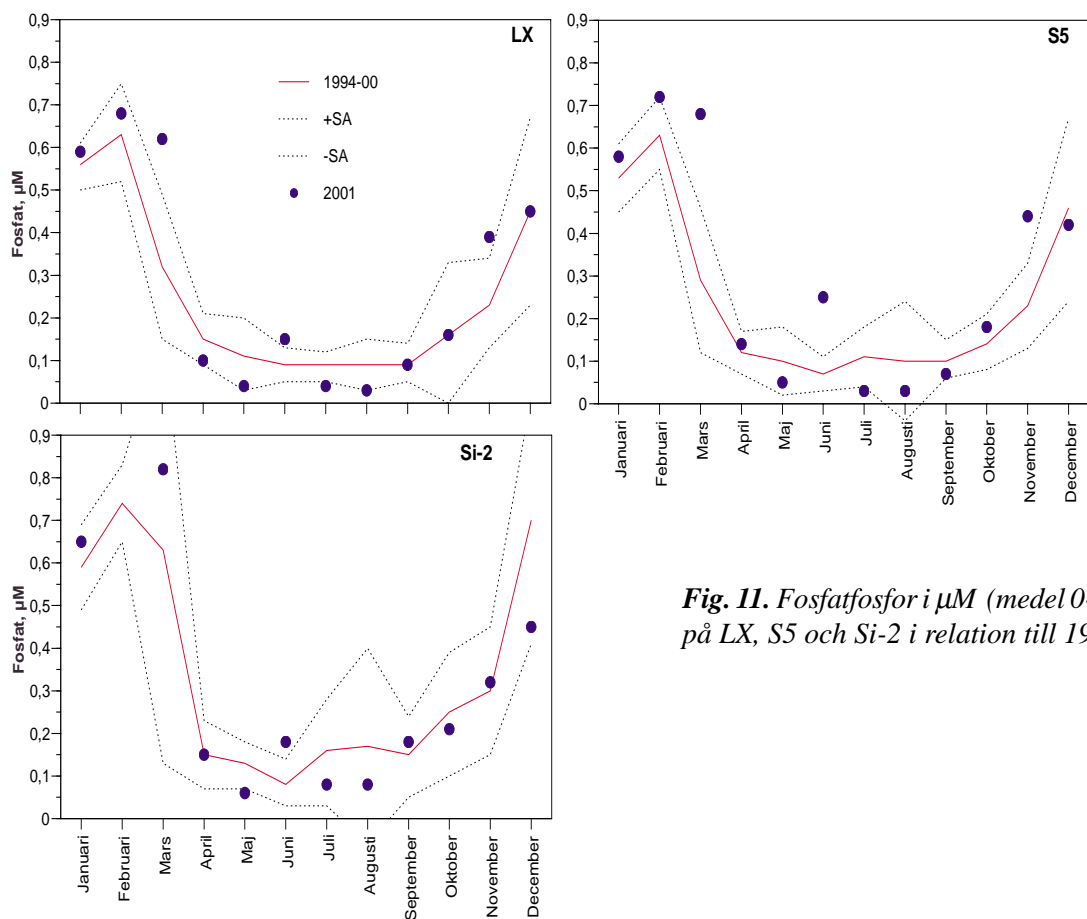 LX
0,9
0,8
0,7
0,6
0,5
0,4
0,3
0,2
0,1
0
Fosfat, µM
1994-00
+SA
-SA
2001
S5
0,9
0,8
0,7
0,6
0,5
0,4
0,3
0,2
0,1
0
Januari
Februari
Mars
April
Maj
Juni
Juli
Augusti
September
Oktober
November
December
Si-2
0,9
0,8
0,7
0,6
0,5
0,4
0,3
0,2
0,1
0
Fosfat, µM
Januari
Februari
Mars
April
Maj
Juni
Juli
Augusti
September
Oktober
November
December
Fig. 11. Fosfatfosfor i µM (medel 0-
på LX, S5 och Si-2 i relation till 19